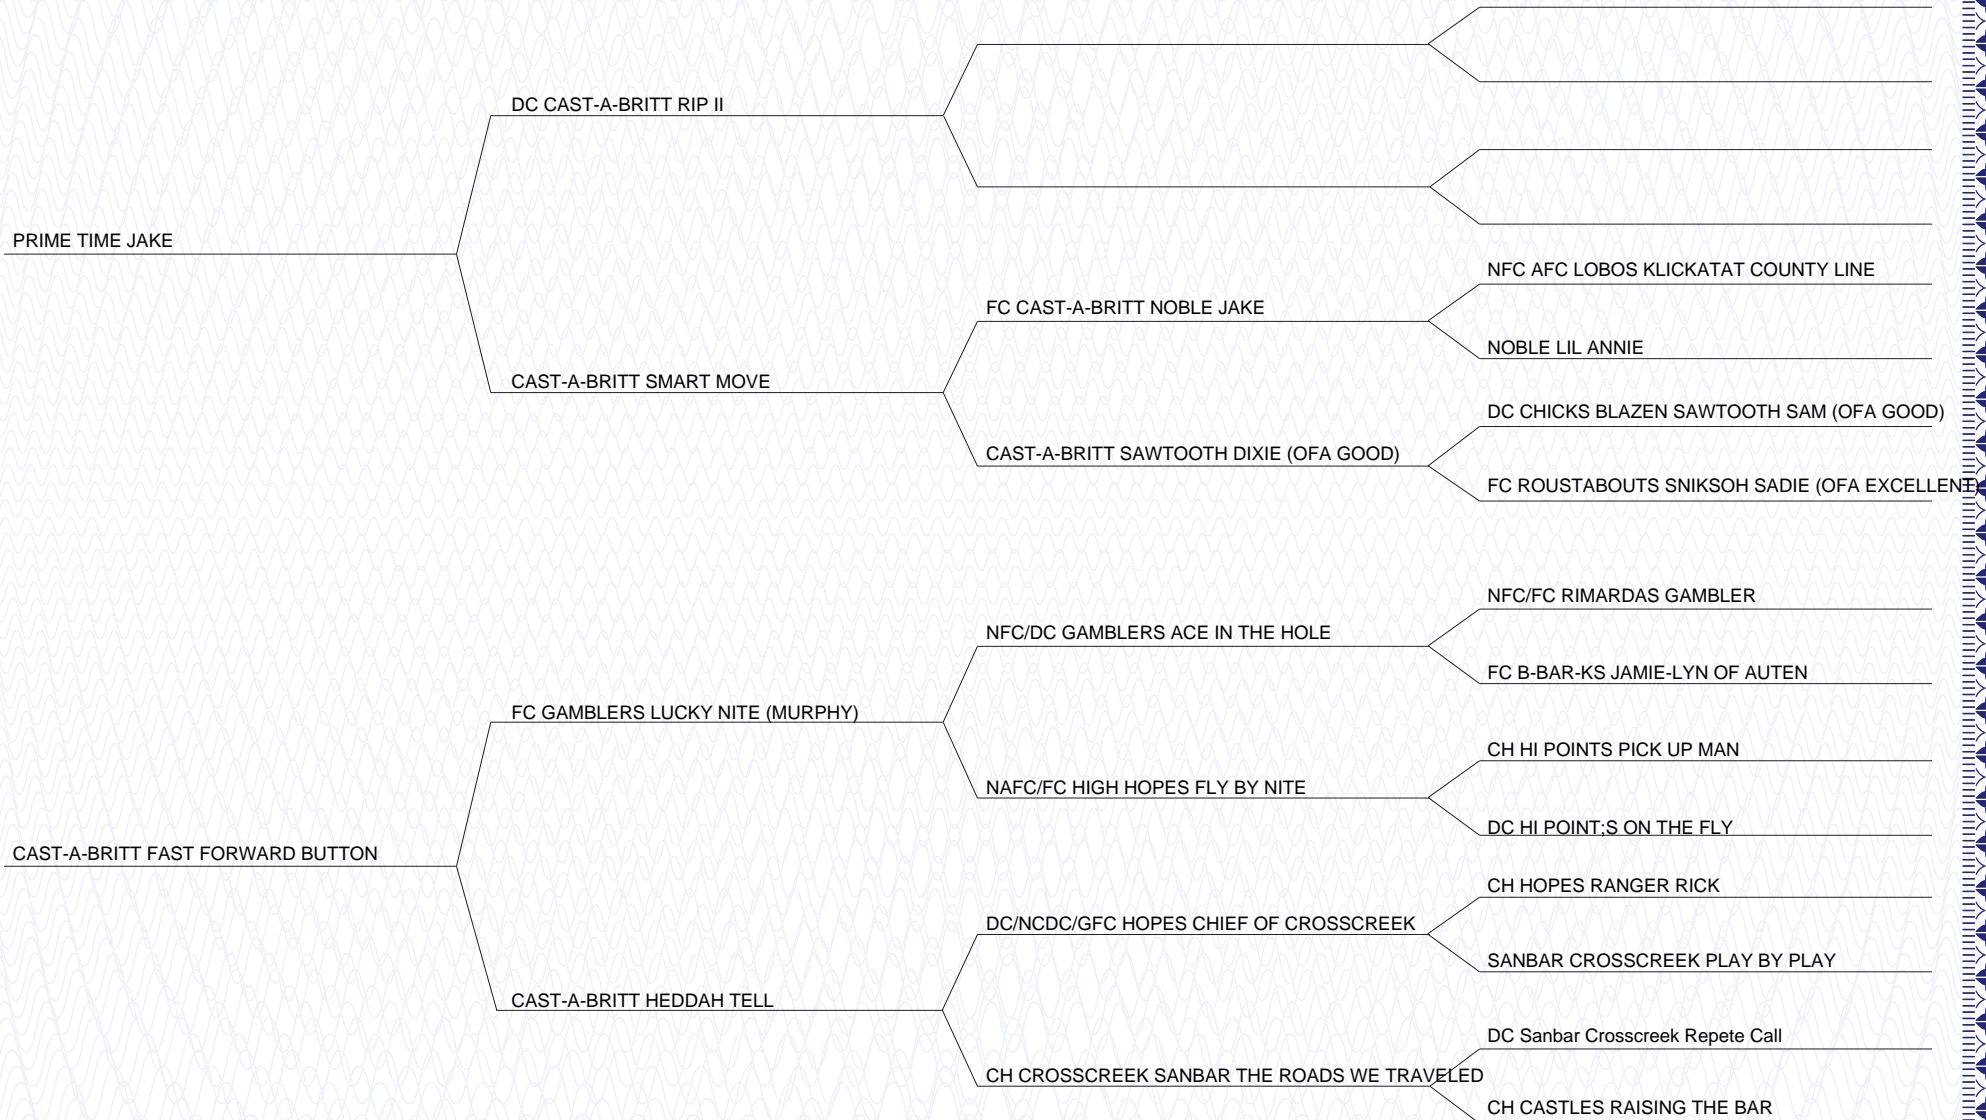 DC CAST-A-BRITT RIP II
PRIME TIME JAKE
NFC AFC LOBOS KLICKATAT COUNTY LINE
FC CAST-A-BRITT NOBLE JAKE
NOBLE LIL ANNIE
CAST-A-BRITT SMART MOVE
DC CHICKS BLAZEN SAWTOOTH SAM (OFA GOOD)
CAST-A-BRITT SAWTOOTH DIXIE (OFA GOOD)
FC ROUSTABOUTS SNIKSOH SADIE (OFA EXCELLENT)
NFC/FC RIMARDAS GAMBLER
NFC/DC GAMBLERS ACE IN THE HOLE
FC B-BAR-KS JAMIE-LYN OF AUTEN
FC GAMBLERS LUCKY NITE (MURPHY)
CH HI POINTS PICK UP MAN
NAFC/FC HIGH HOPES FLY BY NITE
DC HI POINT;S ON THE FLY
CAST-A-BRITT FAST FORWARD BUTTON
CH HOPES RANGER RICK
DC/NCDC/GFC HOPES CHIEF OF CROSSCREEK
SANBAR CROSSCREEK PLAY BY PLAY
CAST-A-BRITT HEDDAH TELL
DC Sanbar Crosscreek Repete Call
CH CROSSCREEK SANBAR THE ROADS WE TRAVELED
CH CASTLES RAISING THE BAR